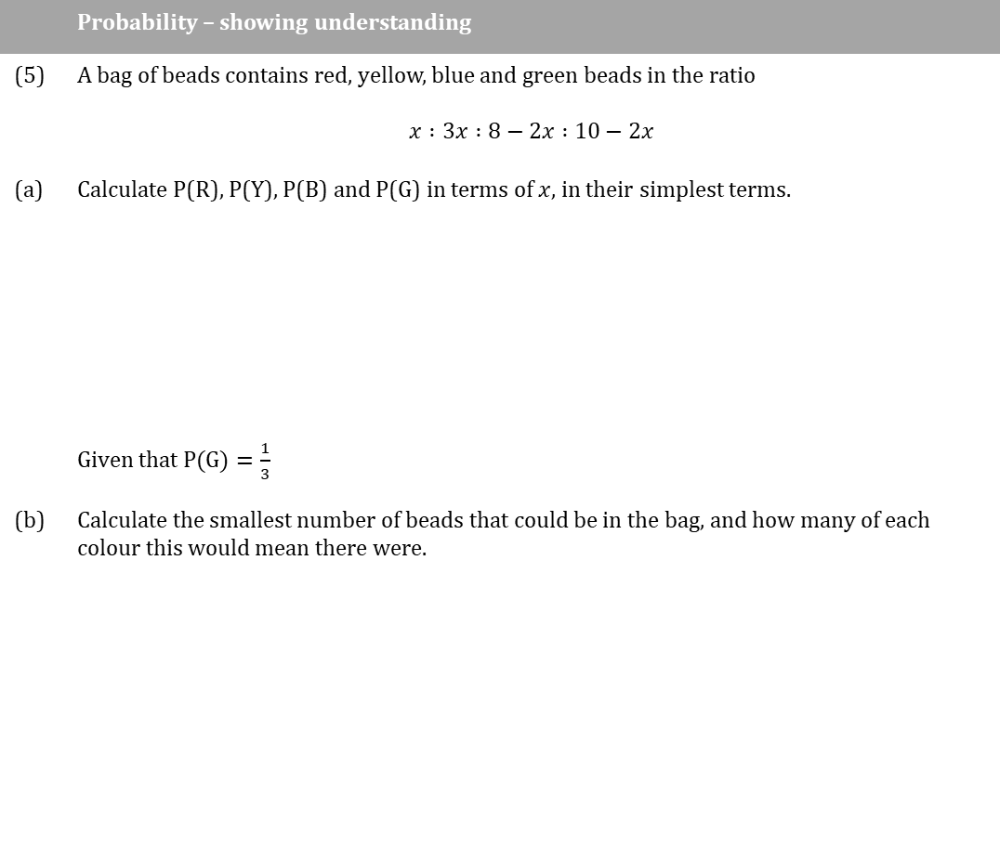 Probability – showing understanding
(5) A bag of beads contains red, yellow, blue and green beads in the ratio
x : 3x : 8 − 2x : 10 − 2x
(a) Calculate P(R), P(Y), P(B) and P(G) in terms of x, in their simplest terms.
Given that P(G) = 1/3
(b) Calculate the smallest number of beads that could be in the bag, and how many of each
colour this would mean there were.